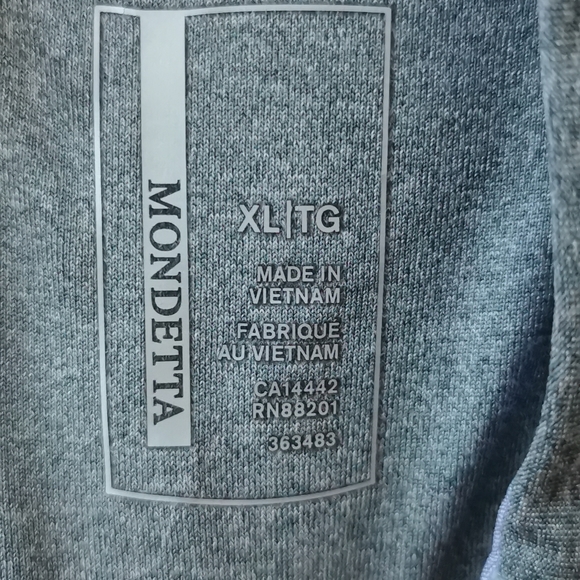 MONDETTA
XL|TG
MADE IN
VIETNAM
FABRIQUE
AU VIETNAM
CA14442
RN88201
363483